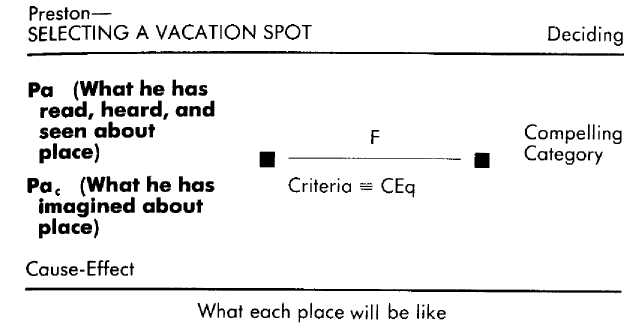 Preston—
SELECTING A VACATION SPOT
Deciding
Pa (What he has
read, heard, and
seen about
place)
Pac (What he has
imagined about
place)
F
Criteria ≡ CEq
Compelling
Category
Cause-Effect
What each place will be like